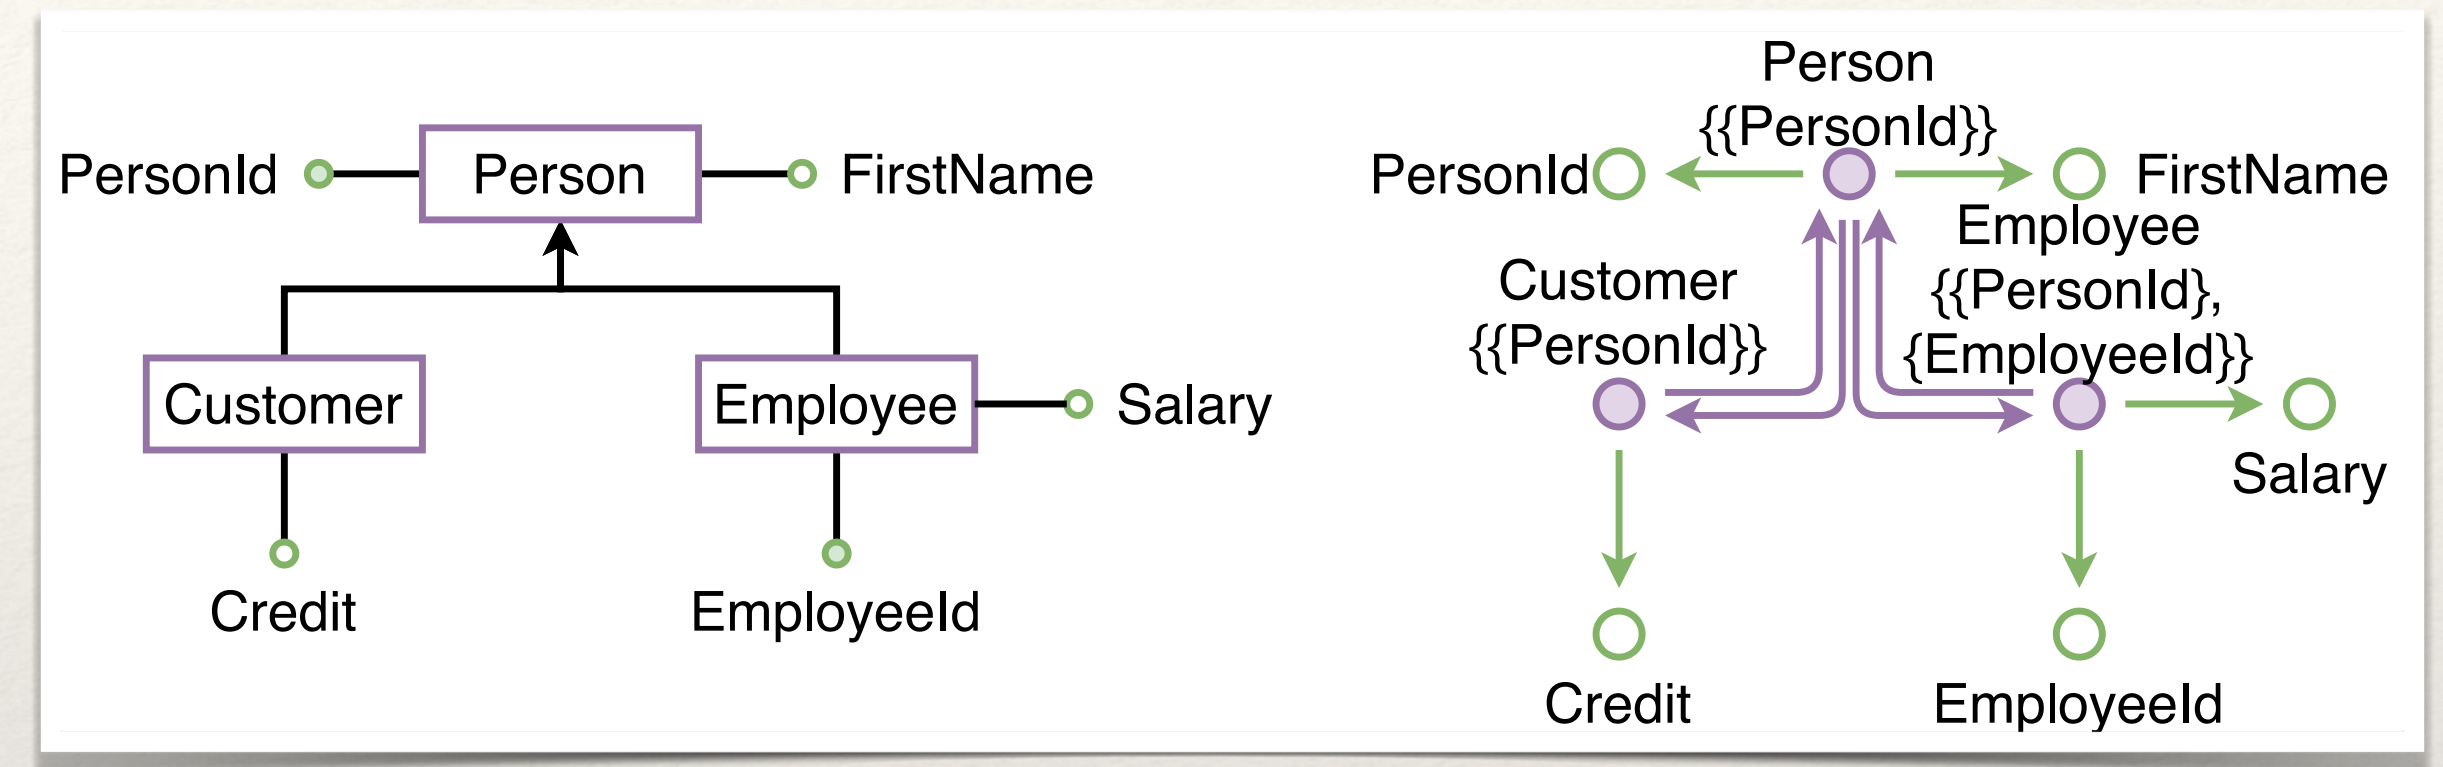 PersonId
Person
FirstName
Customer
Employee
Salary
Credit
EmployeeId
Person
{{PersonId}}
PersonId
FirstName
Customer
{{PersonId}}
Employee
{{PersonId},
{EmployeeId}}
Salary
Credit
EmployeeId